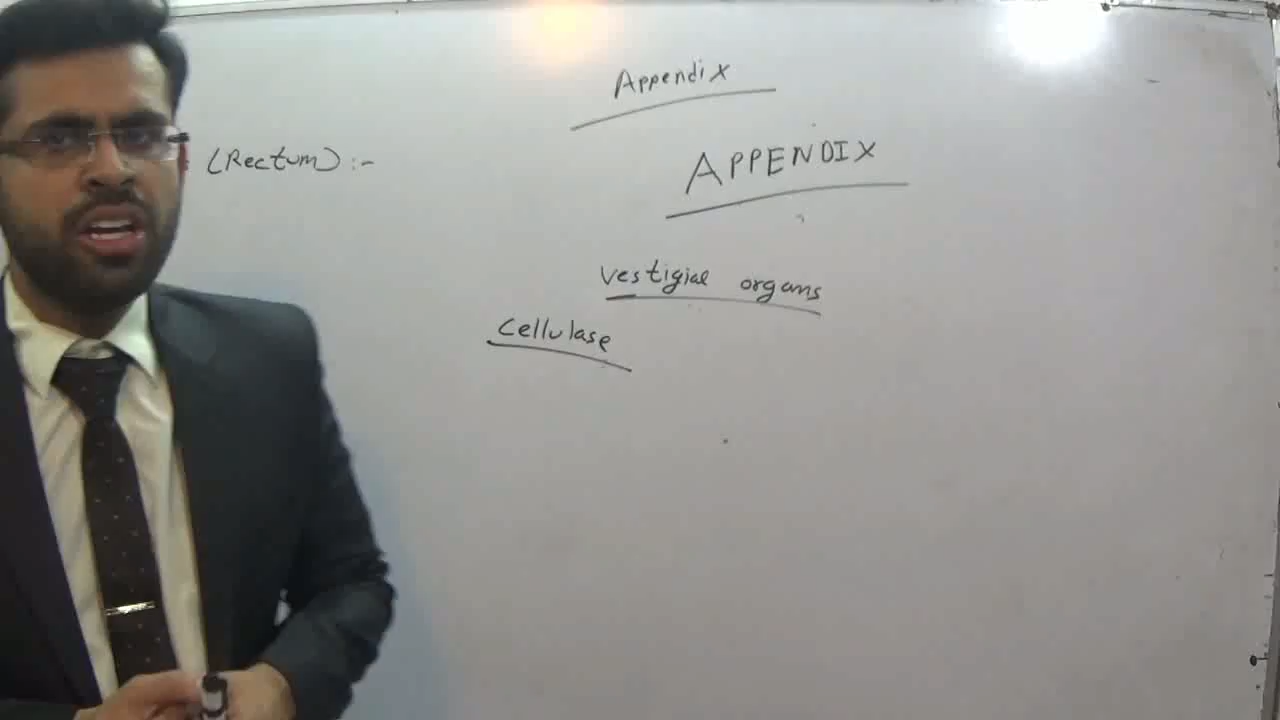 Appendix
(Rectum) :-
APPENDIX
Vestigial organs
Cellulase